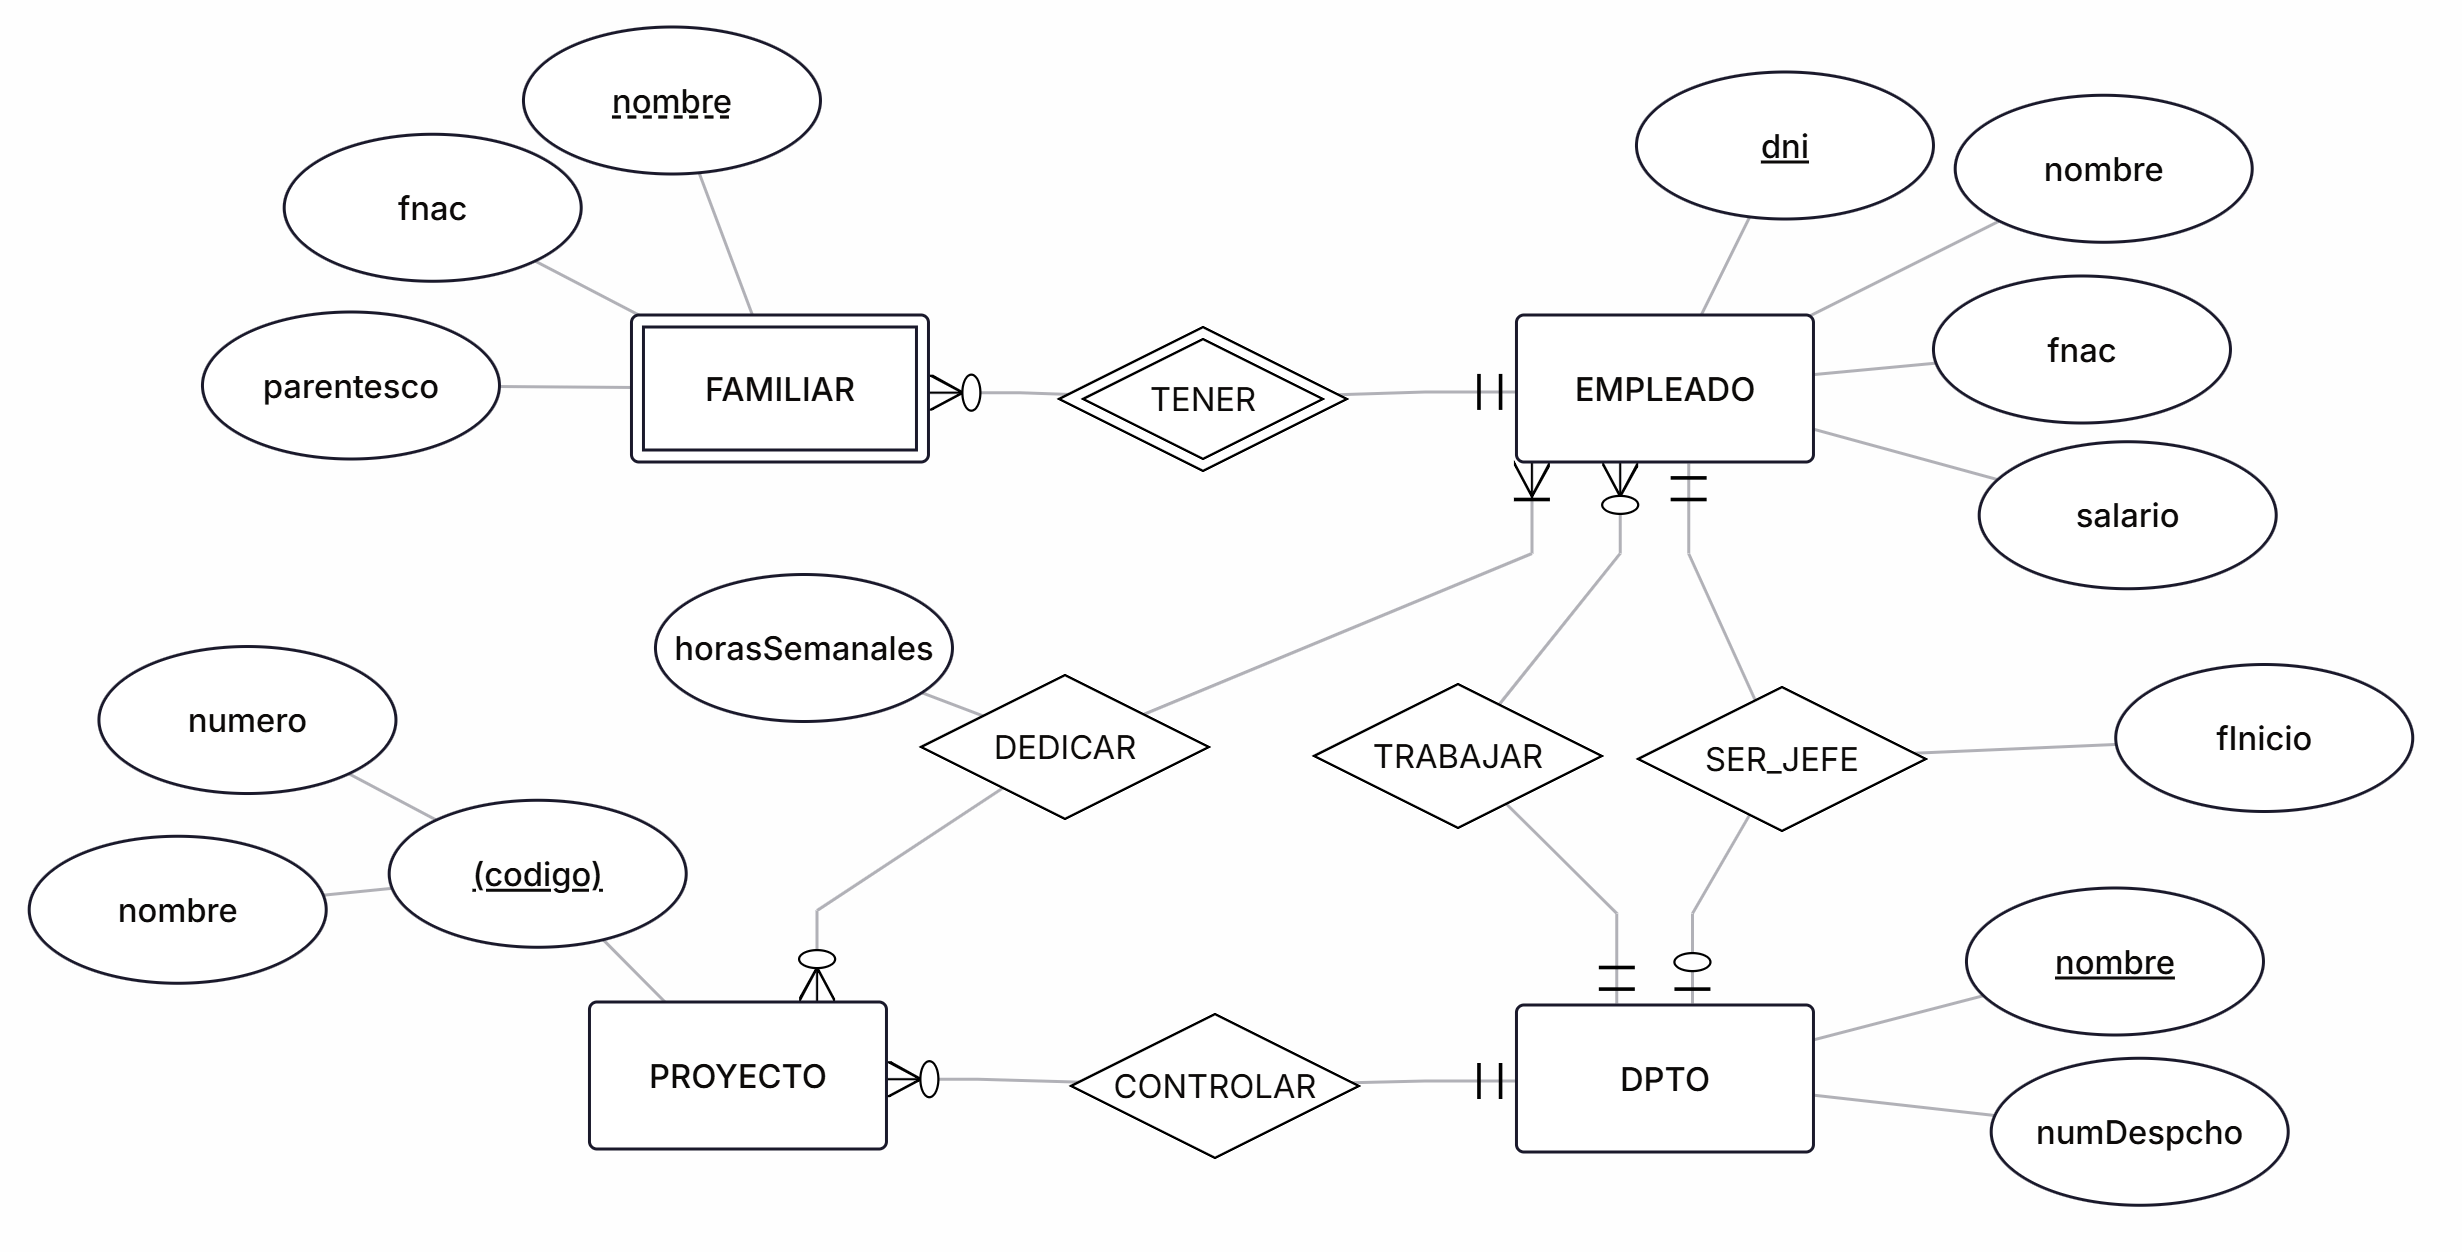 nombre
dni
nombre
fnac
fnac
parentesco
FAMILIAR
TENER
EMPLEADO
salario
horasSemanales
numero
DEDICAR
TRABAJAR
SER_JEFE
fInicio
(codigo)
nombre
nombre
PROYECTO
CONTROLAR
DPTO
numDespcho